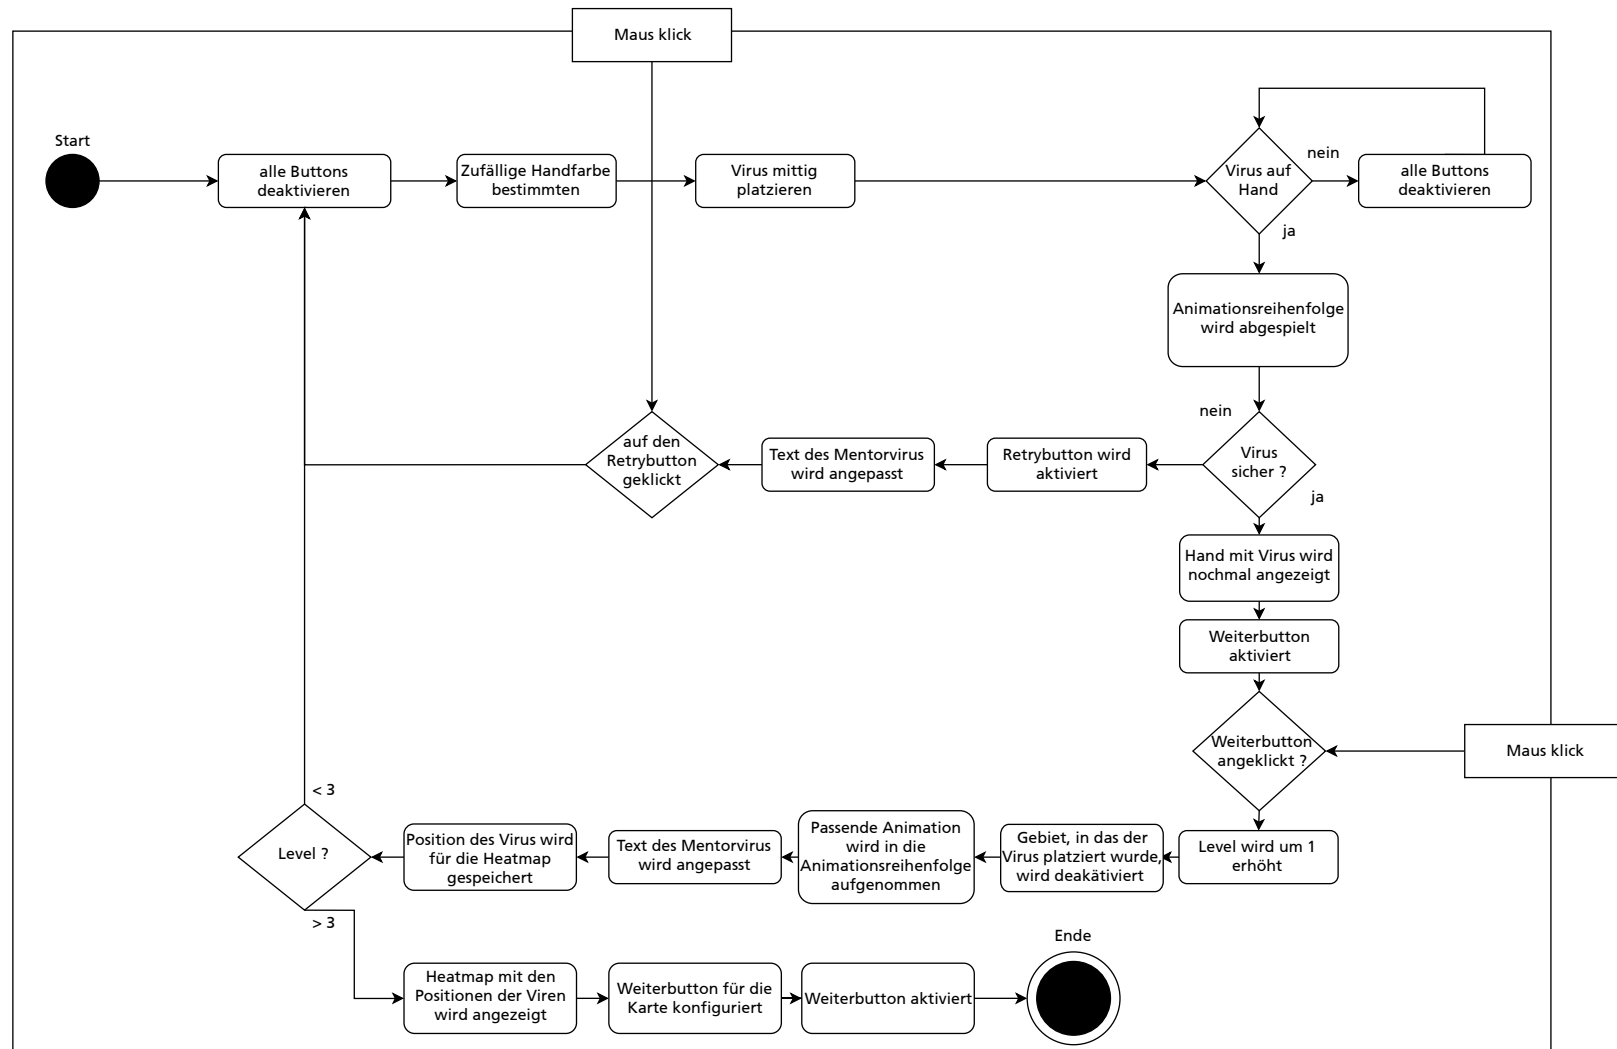 Maus klick
Start
alle Buttons
deaktivieren
Zufällige Handfarbe
bestimmten
Virus mittig
platzieren
Virus auf
Hand
nein
alle Buttons
deaktivieren
ja
Animationsreihenfolge
wird abgespielt
nein
Virus
sicher ?
ja
Retrybutton wird
aktiviert
Text des Mentorvirus
wird angepasst
auf den
Retrybutton
geklickt
Hand mit Virus wird
nochmal angezeigt
Weiterbutton
aktiviert
Weiterbutton
angeklickt ?
Maus klick
Level wird um 1
erhöht
Gebiet, in das der
Virus platziert wurde,
wird deakätiviert
Passende Animation
wird in die
Animationsreihenfolge
aufgenommen
Text des Mentorvirus
wird angepasst
Position des Virus wird
für die Heatmap
gespeichert
Level ?
< 3
> 3
Heatmap mit den
Positionen der Viren
wird angezeigt
Weiterbutton für die
Karte konfiguriert
Weiterbutton aktiviert
Ende